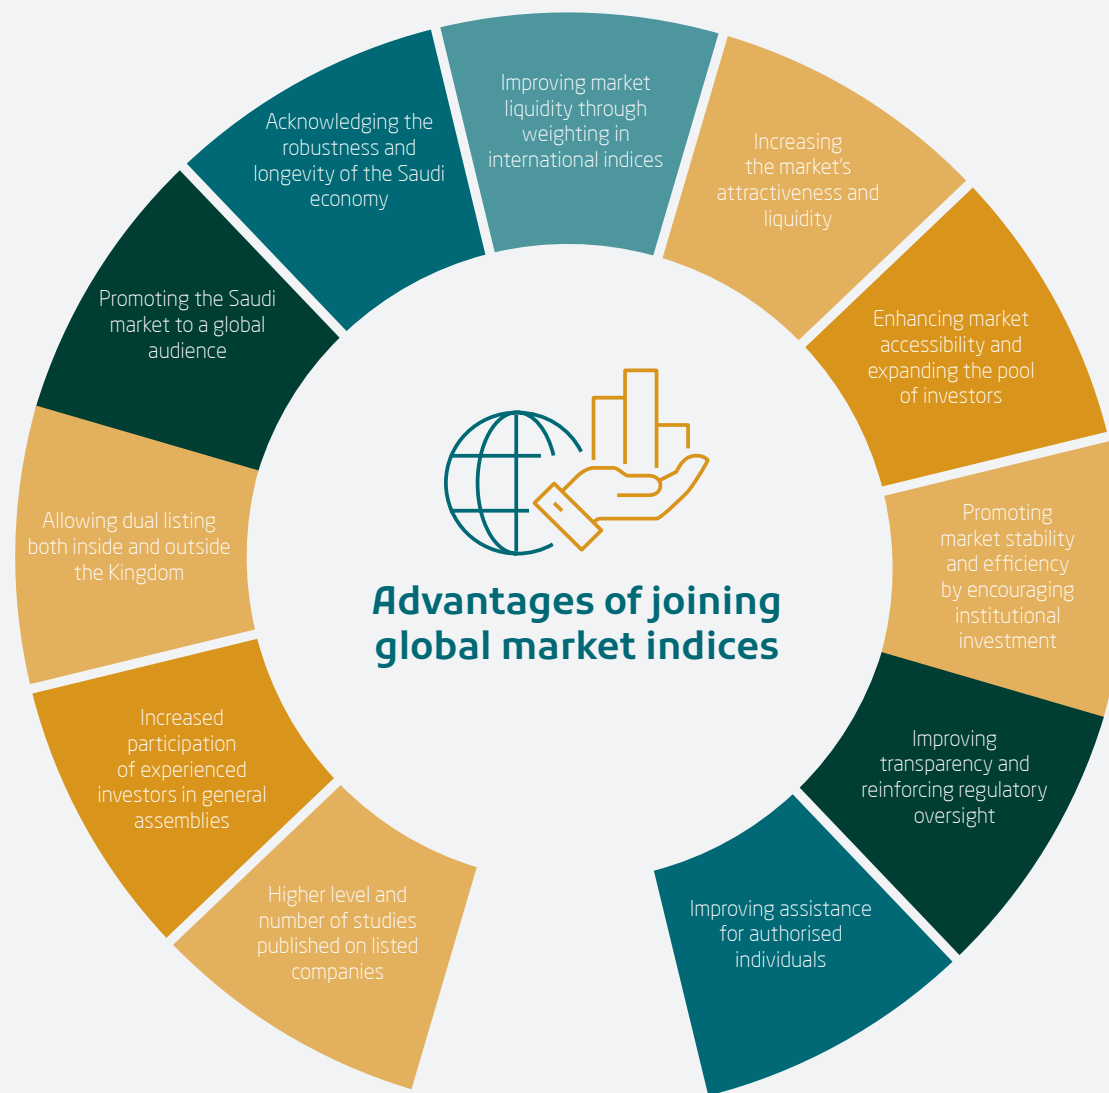 Improving market
liquidity through
weighting in
international indices
Increasing
the market's
attractiveness and
liquidity
Enhancing market
accessibility and
expanding the pool
of investors
Promoting
market stability
and efficiency
by encouraging
institutional
investment
Improving
transparency and
reinforcing regulatory
oversight
Improving assistance
for authorised
individuals
Higher level and
number of studies
published on listed
companies
Increased
participation
of experienced
investors in general
assemblies
Allowing dual listing
both inside and outside
the Kingdom
Promoting the Saudi
market to a global
audience
Acknowledging the
robustness and
longevity of the Saudi
economy
Advantages of joining
global market indices